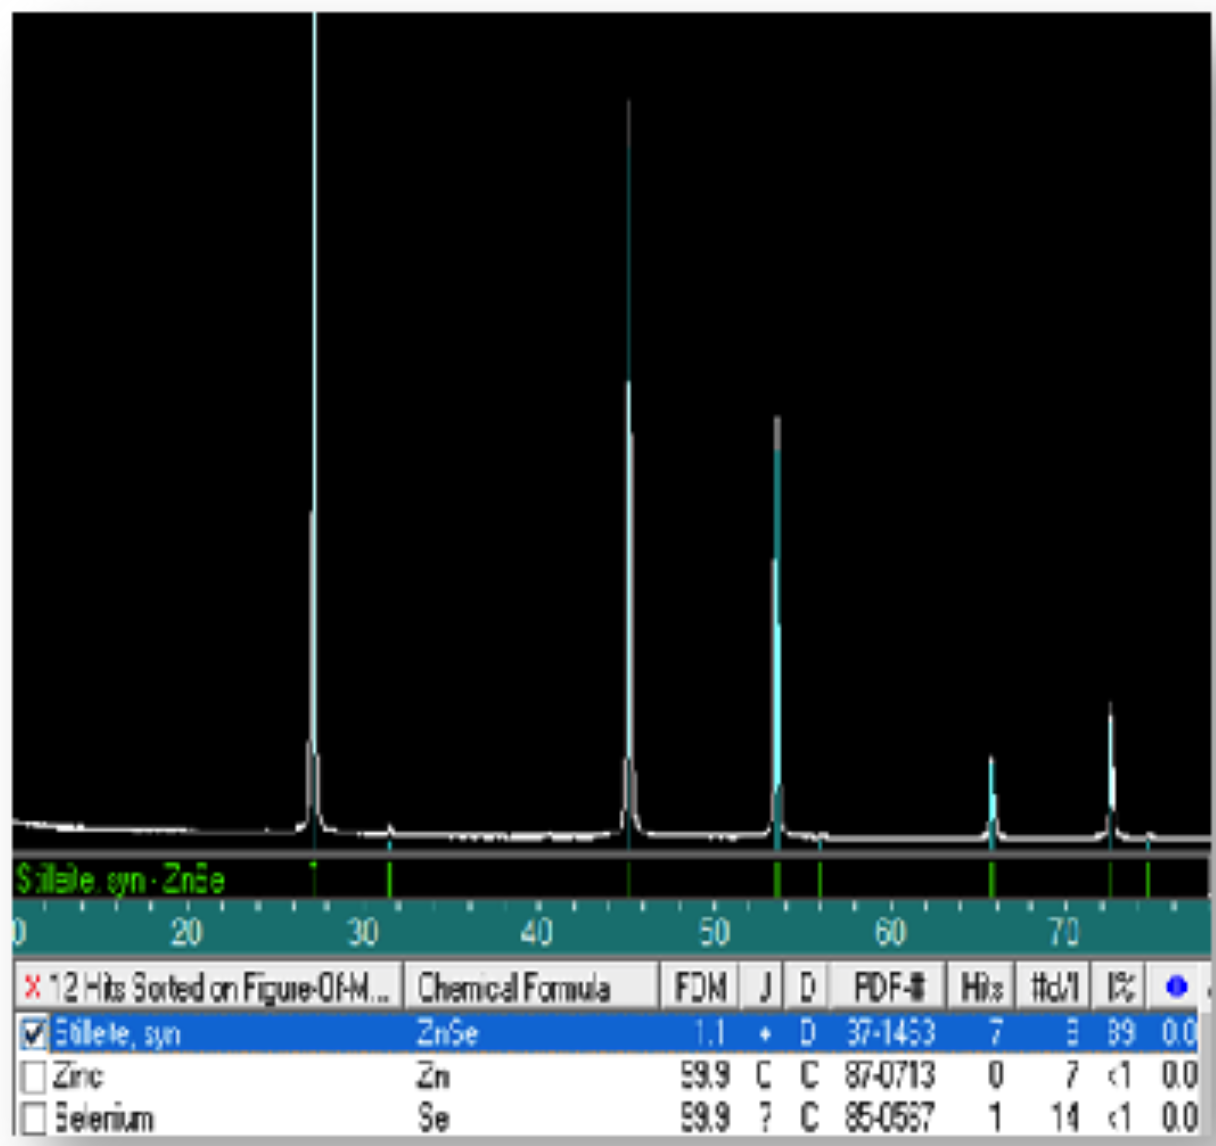 Stilleite, syn - ZnSe
0 20 30 40 50 60 70
12 Hits Sorted on Figure-Of-M... Chemical Formula FOM J D PDF-# Hits #d/I I%
Stilleite, syn ZnSe 1.1 + D 37-1463 7 8 89 0.0
Zinc Zn 99.9 C C 87-0713 0 7 <1 0.0
Selenium Se 99.9 ? C 85-0567 1 14 <1 0.0